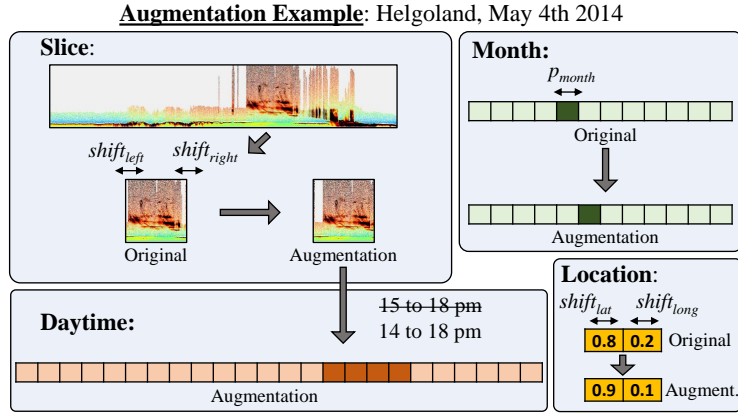 Augmentation Example: Helgoland, May 4th 2014
Slice:
shift_left
shift_right
Original
Augmentation
Month:
p_month
Original
Augmentation
Daytime:
15 to 18 pm
14 to 18 pm
Augmentation
Location:
shift_lat shift_long
0.8 0.2 Original
0.9 0.1 Augment.